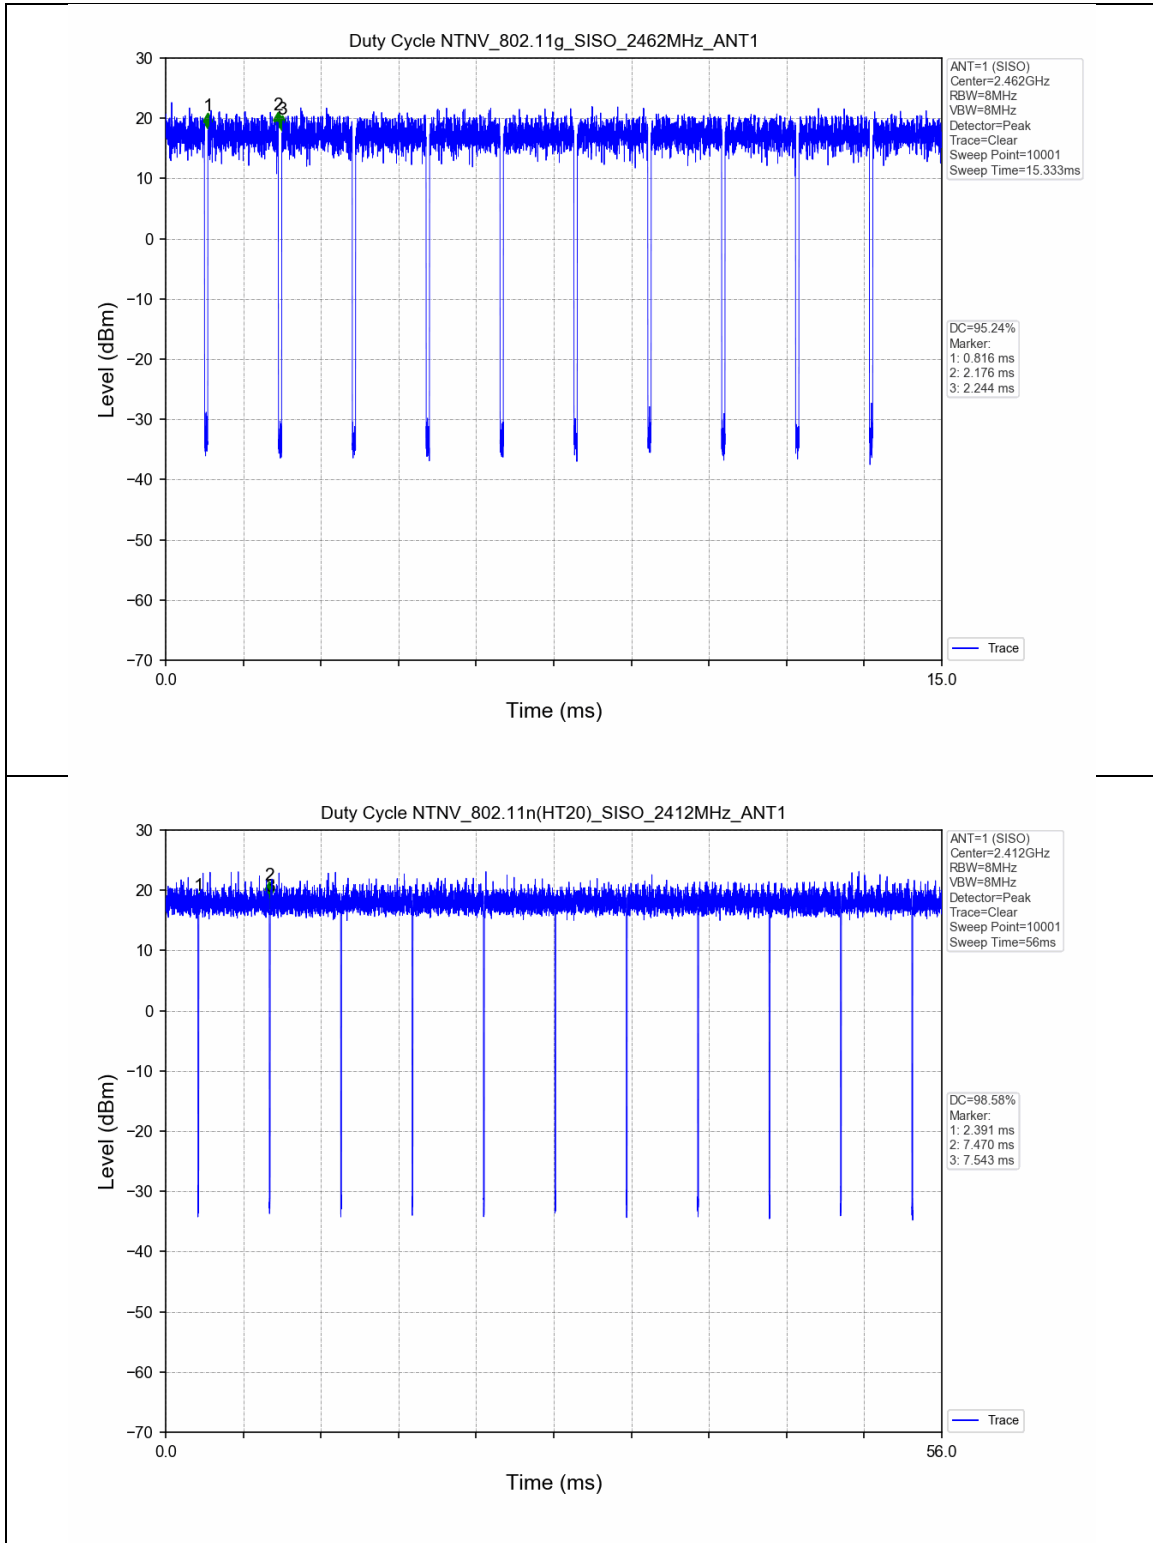 Duty Cycle NTNV_802.11g_SISO_2462MHz_ANT1
30
20
10
0
−10
−20
−30
−40
−50
−60
−70
Level (dBm)
1
2
3
0.0
15.0
Time (ms)
ANT=1 (SISO)
Center=2.462GHz
RBW=8MHz
VBW=8MHz
Detector=Peak
Trace=Clear
Sweep Point=10001
Sweep Time=15.333ms
DC=95.24%
Marker:
1: 0.816 ms
2: 2.176 ms
3: 2.244 ms
Trace
Duty Cycle NTNV_802.11n(HT20)_SISO_2412MHz_ANT1
30
20
10
0
−10
−20
−30
−40
−50
−60
−70
Level (dBm)
1
2
0.0
56.0
Time (ms)
ANT=1 (SISO)
Center=2.412GHz
RBW=8MHz
VBW=8MHz
Detector=Peak
Trace=Clear
Sweep Point=10001
Sweep Time=56ms
DC=98.58%
Marker:
1: 2.391 ms
2: 7.470 ms
3: 7.543 ms
Trace